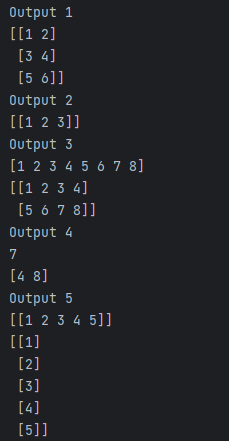 Output 1
[[1 2]
 [3 4]
 [5 6]]
Output 2
[[1 2 3]]
Output 3
[1 2 3 4 5 6 7 8]
[[1 2 3 4]
 [5 6 7 8]]
Output 4
7
[4 8]
Output 5
[[1 2 3 4 5]]
[[1]
 [2]
 [3]
 [4]
 [5]]